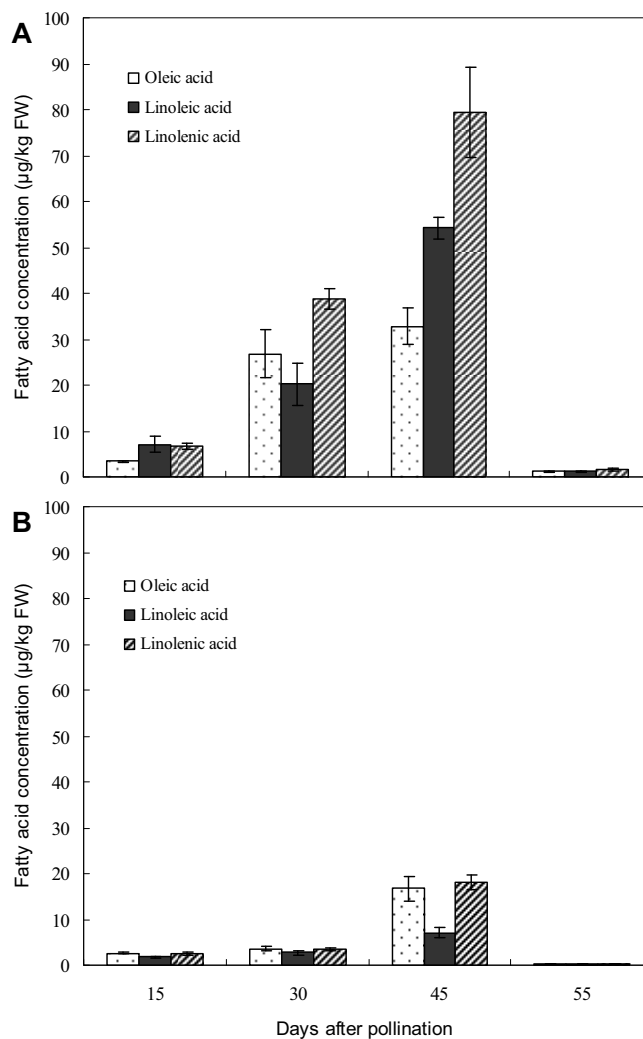 A
Fatty acid concentration (µg/kg FW)
100
90
80
70
60
50
40
30
20
10
0
Oleic acid
Linoleic acid
Linolenic acid
B
Fatty acid concentration (µg/kg FW)
100
90
80
70
60
50
40
30
20
10
0
Oleic acid
Linoleic acid
Linolenic acid
15 30 45 55
Days after pollination